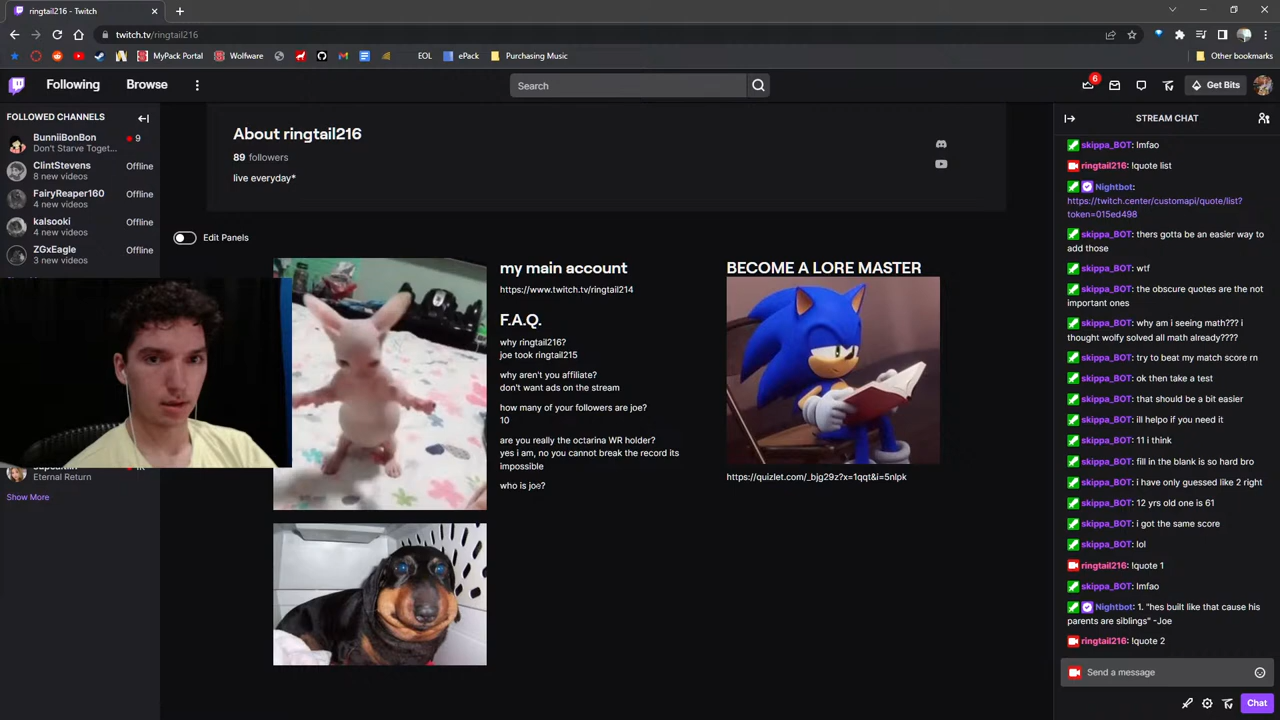 ringtail216 - Twitch
twitch.tv/ringtail216
MyPack Portal
Wolfware
EOL
ePack
Purchasing Music
Other bookmarks
Following
Browse
Search
6
Get Bits
FOLLOWED CHANNELS
BunniiBonBon
9
Don't Starve Togeth...
ClintStevens
Offline
8 new videos
FairyReaper160
Offline
4 new videos
kalsooki
Offline
4 new videos
ZGxEagle
Offline
3 new videos
Eternal Return
Show More
About ringtail216
89 followers
live everyday*
Edit Panels
my main account
https://www.twitch.tv/ringtail214
F.A.Q.
why ringtail216?
joe took ringtail215
why aren't you affiliate?
don't want ads on the stream
how many of your followers are joe?
10
are you really the octarina WR holder?
yes i am, no you cannot break the record its
impossible
who is joe?
BECOME A LORE MASTER
https://quizlet.com/_bjg29z?x=1qqt&i=5nlpk
STREAM CHAT
skippa_BOT: lmfao
ringtail216: !quote list
Nightbot:
https://twitch.center/customapi/quote/list?
token=015ed498
skippa_BOT: thers gotta be an easier way to
add those
skippa_BOT: wtf
skippa_BOT: the obscure quotes are the not
important ones
skippa_BOT: why am i seeing math??? i
thought wolfy solved all math already????
skippa_BOT: try to beat my match score rn
skippa_BOT: ok then take a test
skippa_BOT: that should be a bit easier
skippa_BOT: ill helpo if you need it
skippa_BOT: 11 i think
skippa_BOT: fill in the blank is so hard bro
skippa_BOT: i have only guessed like 2 right
skippa_BOT: 12 yrs old one is 61
skippa_BOT: i got the same score
skippa_BOT: lol
ringtail216: !quote 1
skippa_BOT: lmfao
Nightbot: 1. "hes built like that cause his
parents are siblings" -Joe
ringtail216: !quote 2
Send a message
Chat